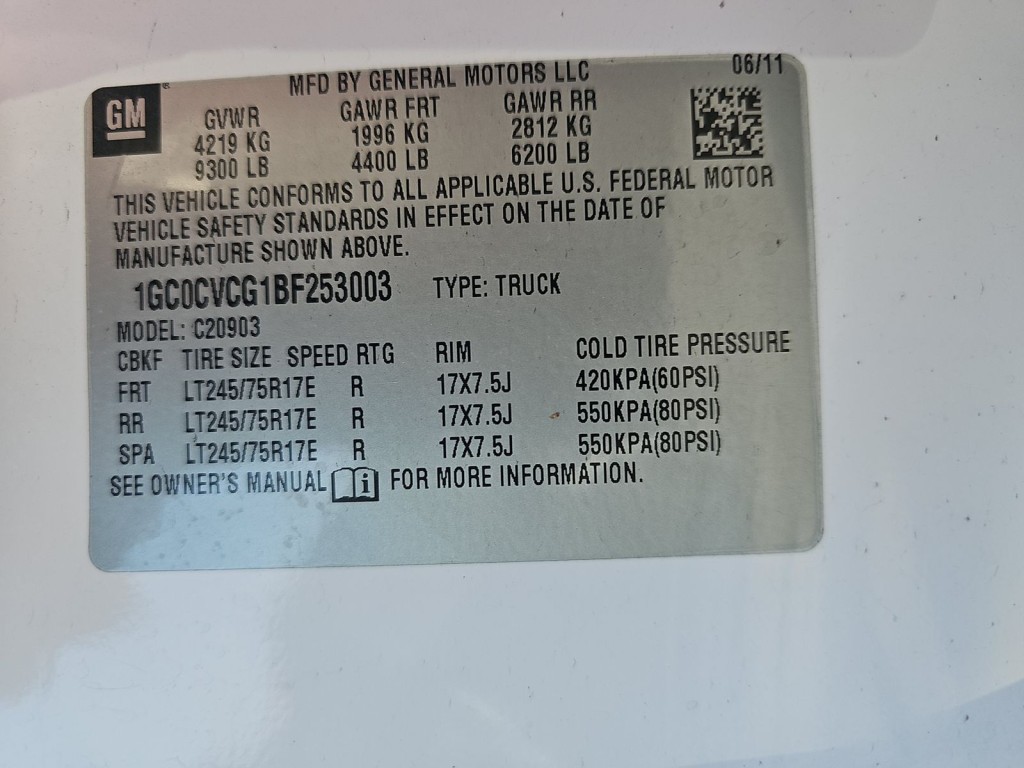 06/11
MFD BY GENERAL MOTORS LLC
GM
GVWR GAWR FRT GAWR RR
4219 KG 1996 KG 2812 KG
9300 LB 4400 LB 6200 LB
THIS VEHICLE CONFORMS TO ALL APPLICABLE U.S. FEDERAL MOTOR
VEHICLE SAFETY STANDARDS IN EFFECT ON THE DATE OF
MANUFACTURE SHOWN ABOVE.
1GC0CVCG1BF253003 TYPE: TRUCK
MODEL: C20903
CBKF TIRE SIZE SPEED RTG RIM COLD TIRE PRESSURE
FRT LT245/75R17E R 17X7.5J 420KPA(60PSI)
RR LT245/75R17E R 17X7.5J 550KPA(80PSI)
SPA LT245/75R17E R 17X7.5J 550KPA(80PSI)
SEE OWNER'S MANUAL i FOR MORE INFORMATION.